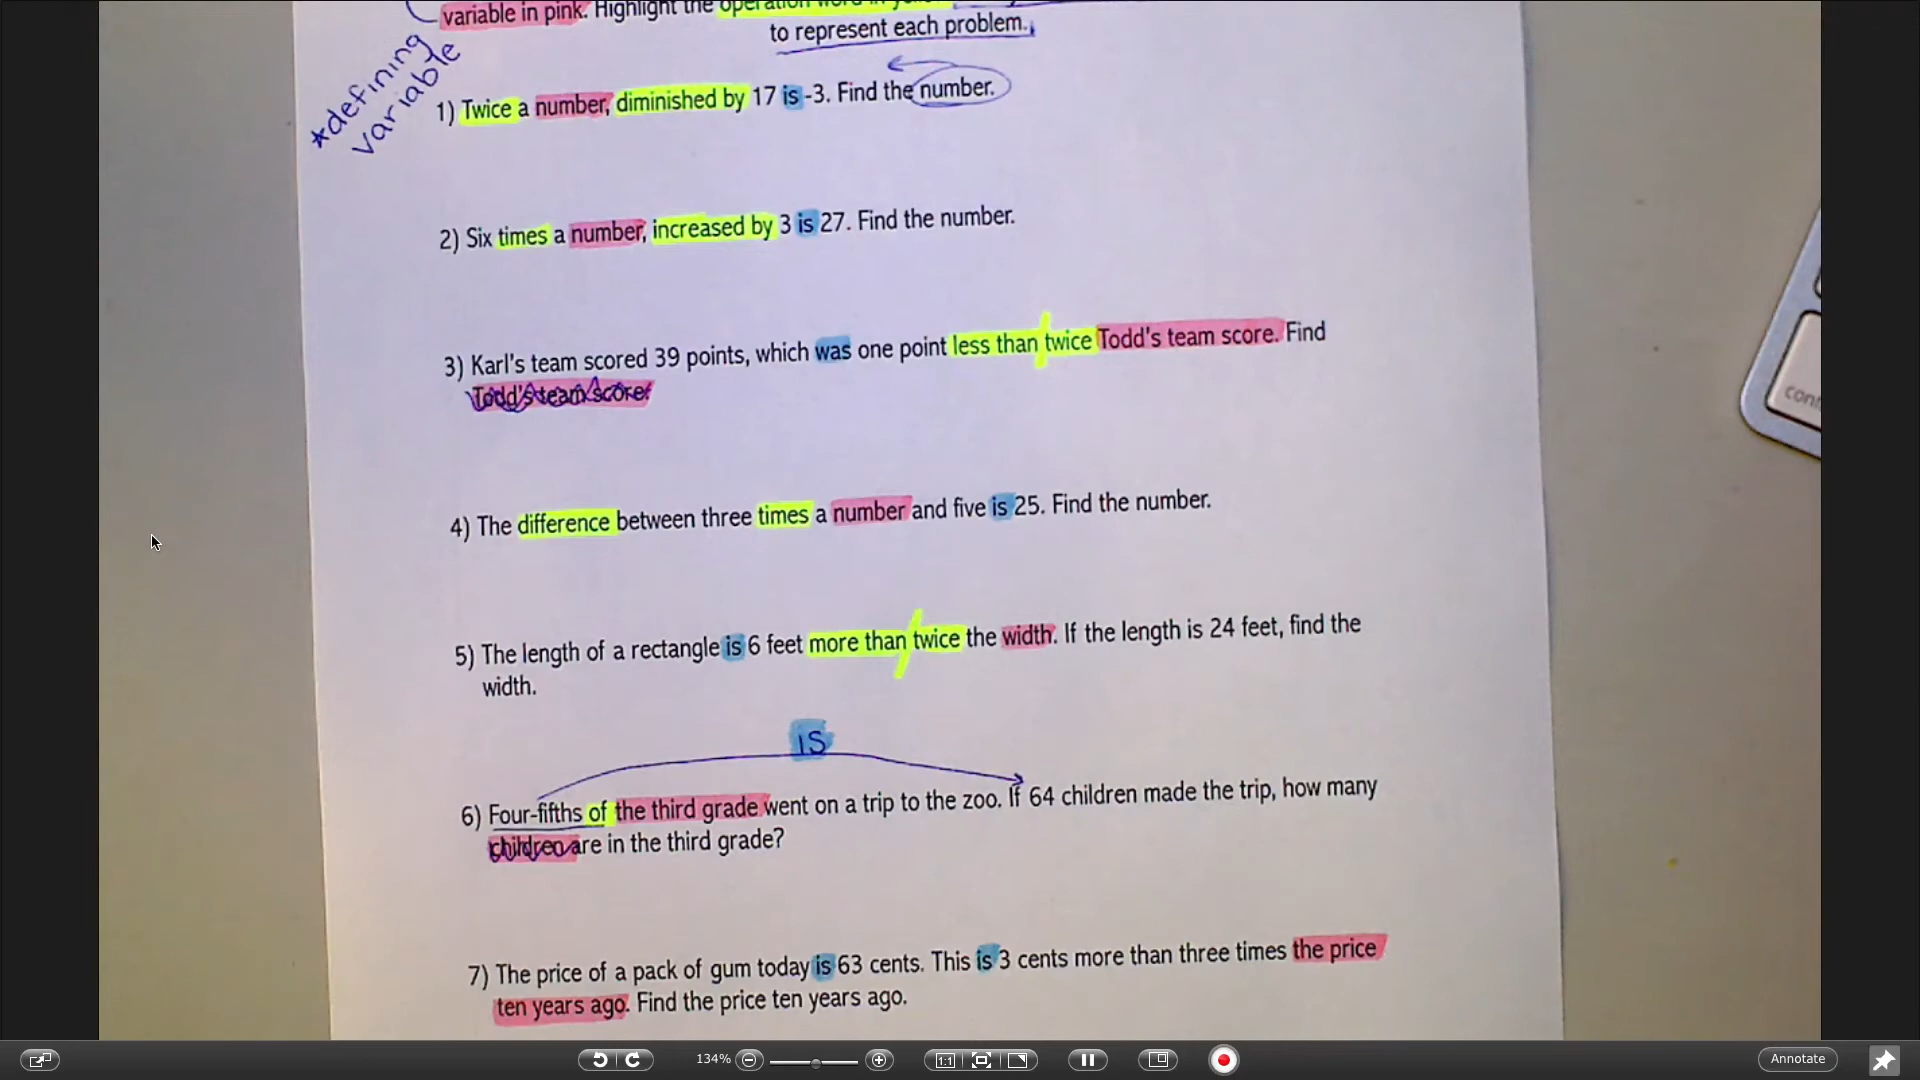 variable in pink. Highlight the operation word in
to represent each problem.
*defining
variable
1) Twice a number, diminished by 17 is -3. Find the number.
2) Six times a number, increased by 3 is 27. Find the number.
3) Karl's team scored 39 points, which was one point less than twice Todd's team score. Find
Todd's team score.
4) The difference between three times a number and five is 25. Find the number.
5) The length of a rectangle is 6 feet more than twice the width. If the length is 24 feet, find the
width.
is
6) Four-fifths of the third grade went on a trip to the zoo. If 64 children made the trip, how many
children are in the third grade?
7) The price of a pack of gum today is 63 cents. This is 3 cents more than three times the price
ten years ago. Find the price ten years ago.
134%
1:1
Annotate